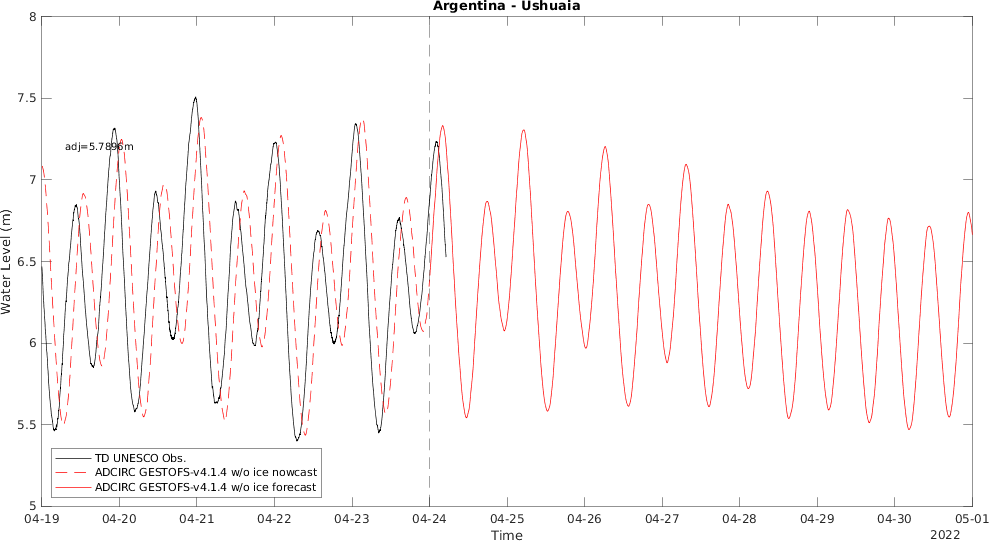 Argentina - Ushuaia
8
7.5
7
6.5
6
5.5
5
Water Level (m)
adj=5.7896m
TD UNESCO Obs.
ADCIRC GESTOFS-v4.1.4 w/o ice nowcast
ADCIRC GESTOFS-v4.1.4 w/o ice forecast
04-19 04-20 04-21 04-22 04-23 04-24 04-25 04-26 04-27 04-28 04-29 04-30 05-01
Time
2022